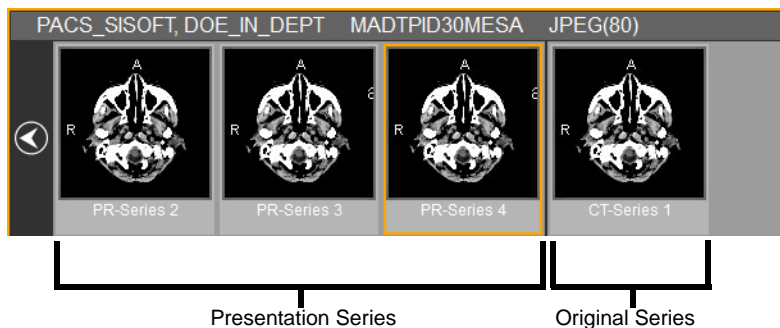 PACS_SISOFT, DOE_IN_DEPT MADTPID30MESA JPEG(80)
A A A A
R R R R
PR-Series 2 PR-Series 3 PR-Series 4 CT-Series 1
Presentation Series Original Series